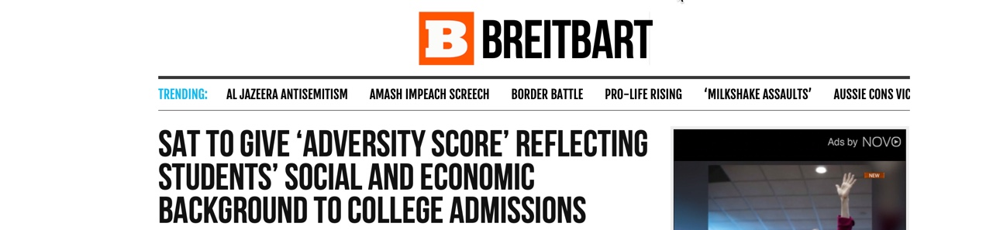 B BREITBART
TRENDING: AL JAZEERA ANTISEMITISM AMASH IMPEACH SCREECH BORDER BATTLE PRO-LIFE RISING ‘MILKSHAKE ASSAULTS’ AUSSIE CONS VIC
SAT TO GIVE ‘ADVERSITY SCORE’ REFLECTING
STUDENTS’ SOCIAL AND ECONOMIC
BACKGROUND TO COLLEGE ADMISSIONS
Ads by NOVO
NEW